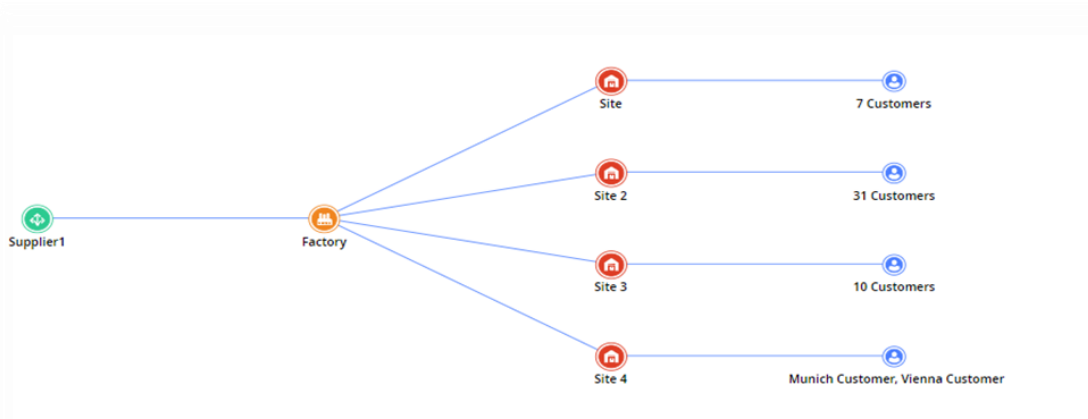 Site
7 Customers
Site 2
31 Customers
Supplier1
Factory
Site 3
10 Customers
Site 4
Munich Customer, Vienna Customer